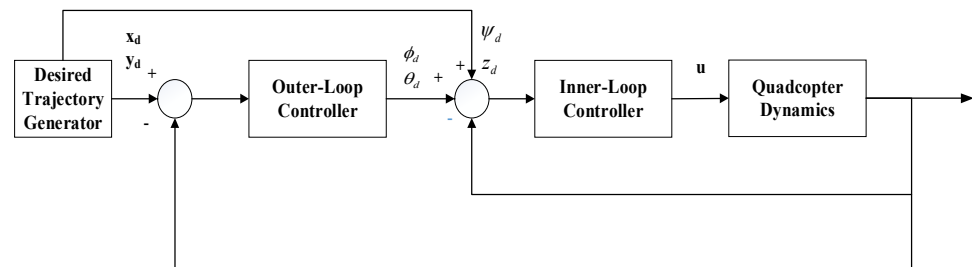 x_d
y_d
+
-
Desired
Trajectory
Generator
Outer-Loop
Controller
ϕ_d
θ_d
+
+
-
ψ_d
z_d
Inner-Loop
Controller
u
Quadcopter
Dynamics